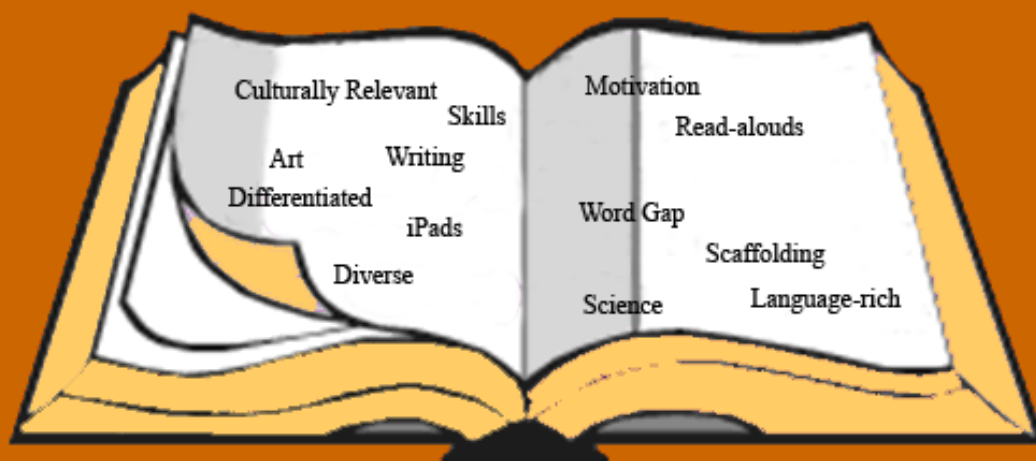 Culturally Relevant
Skills
Art
Writing
Differentiated
iPads
Diverse
Motivation
Read-alouds
Word Gap
Scaffolding
Science
Language-rich